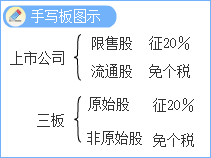 手写板图示
限售股 征20%
上市公司
流通股 免个税
原始股 征20%
三板
非原始股 免个税